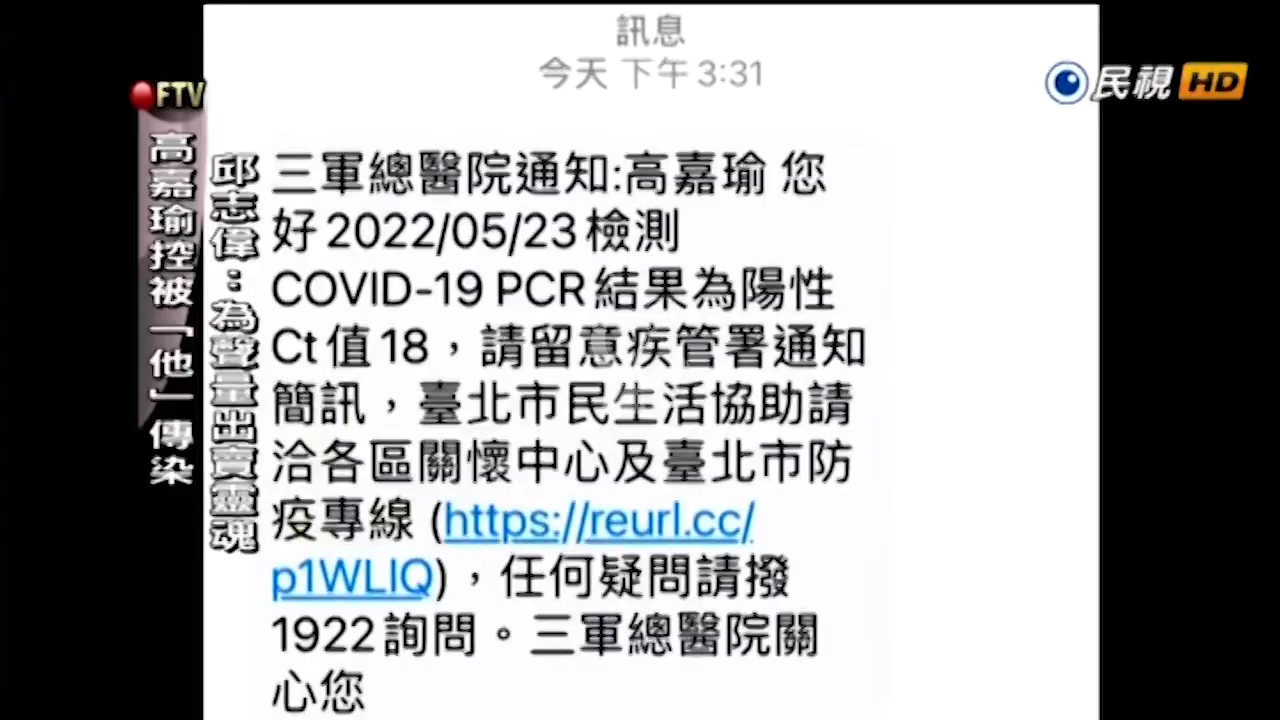 訊息
今天 下午3:31
FTV
民視 HD
高嘉瑜控被「他」傳染
邱志偉：為聲量出賣靈魂
三軍總醫院通知:高嘉瑜 您
好2022/05/23檢測
COVID-19 PCR結果為陽性
Ct值18，請留意疾管署通知
簡訊，臺北市民生活協助請
洽各區關懷中心及臺北市防
疫專線 (https://reurl.cc/
p1WLlQ)，任何疑問請撥
1922詢問。三軍總醫院關
心您